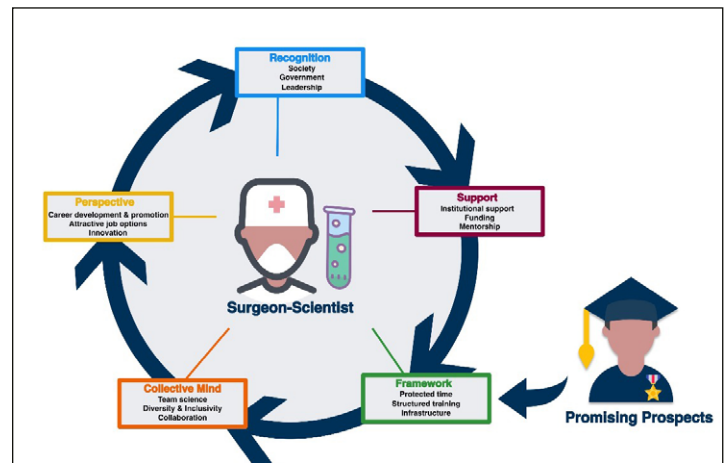 Recognition
Society
Government
Leadership
Perspective
Career development & promotion
Attractive job options
Innovation
Support
Institutional support
Funding
Mentorship
Surgeon-Scientist
Collective Mind
Team science
Diversity & Inclusivity
Collaboration
Framework
Protected time
Structured training
Infrastructure
Promising Prospects